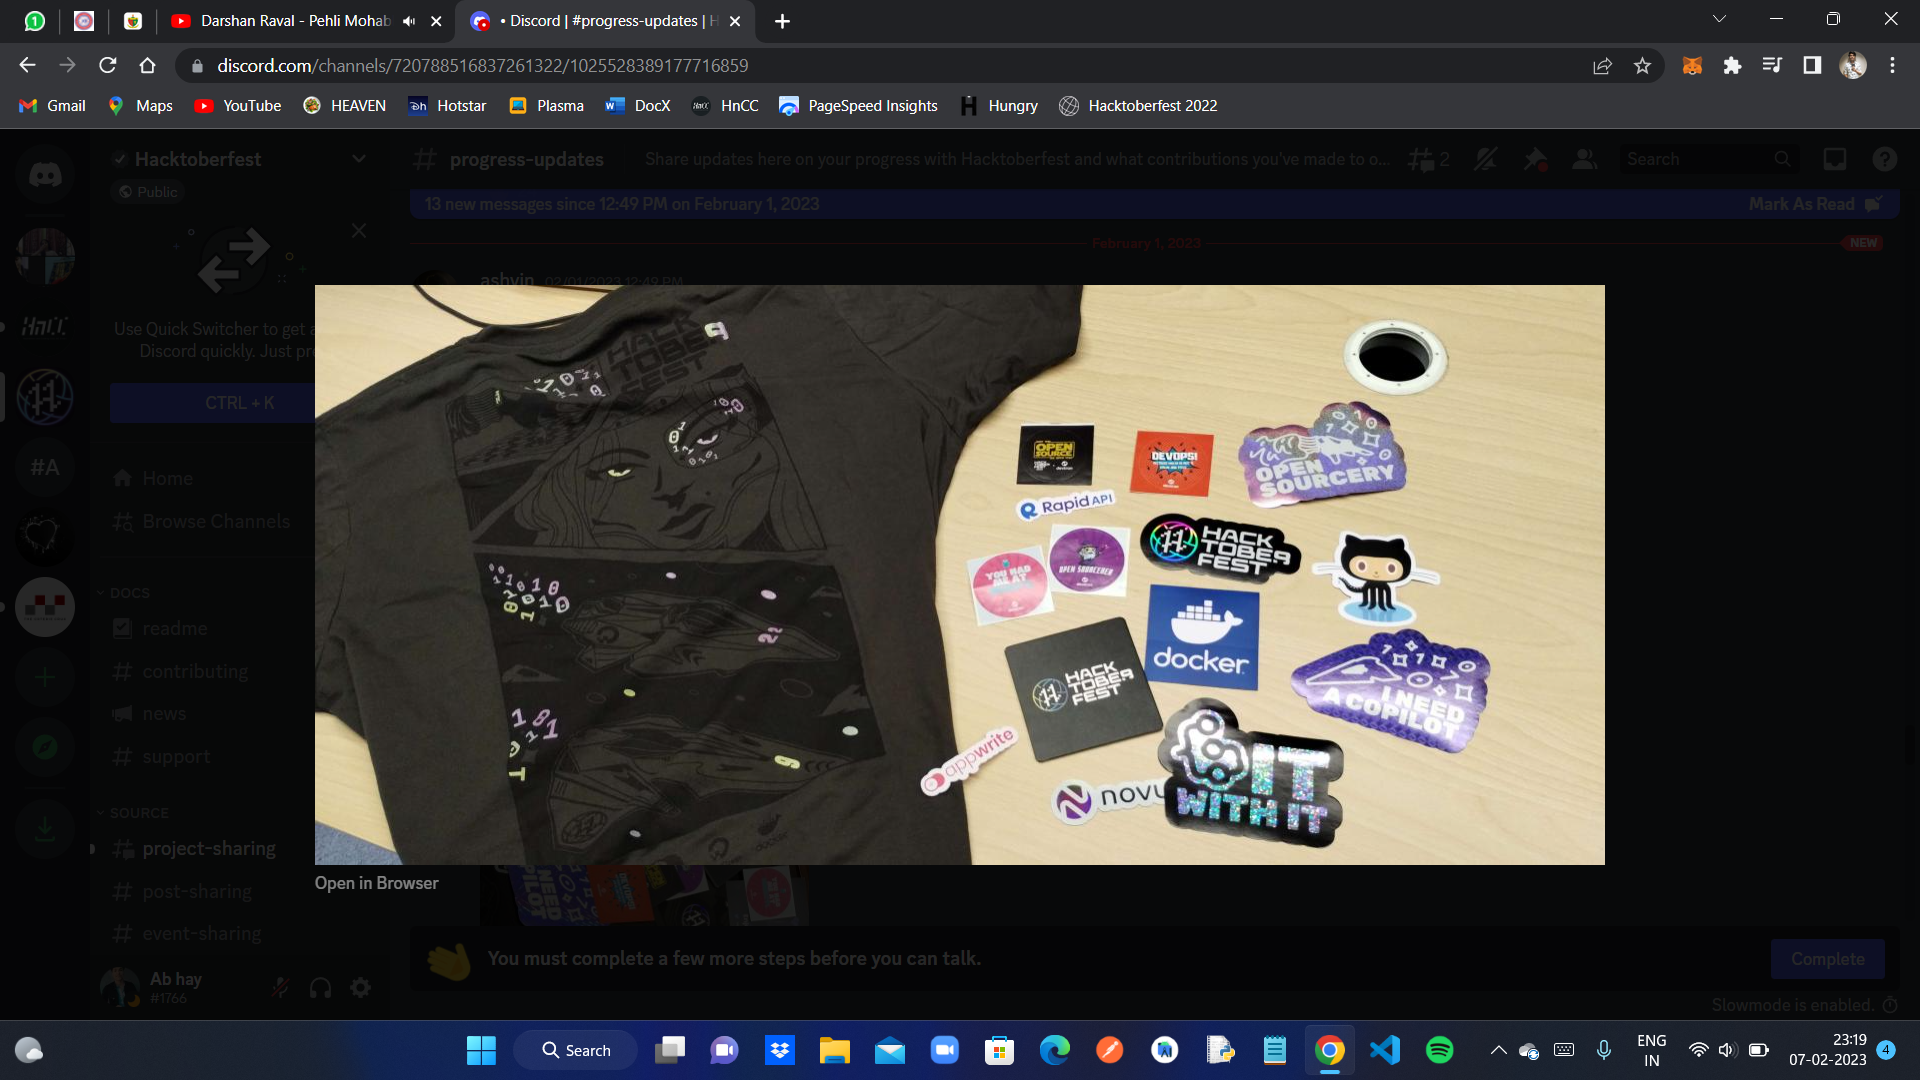 Darshan Raval - Pehli Mohab
• Discord | #progress-updates | H
discord.com/channels/720788516837261322/1025528389177716859
Gmail
Maps
YouTube
HEAVEN
Hotstar
Plasma
DocX
HnCC
PageSpeed Insights
Hungry
Hacktoberfest 2022
Hacktoberfest
progress-updates
Share updates here on your progress with Hacktoberfest and what contributions you've made to o...
2
Search
Public
13 new messages since 12:49 PM on February 1, 2023
Mark As Read
February 1, 2023
NEW
ashvin 02/01/2023 12:49 PM
Use Quick Switcher to get a
Discord quickly. Just pr
CTRL + K
#A
Home
Browse Channels
DOCS
readme
contributing
news
support
SOURCE
project-sharing
post-sharing
event-sharing
HACK
TOBER
FEST
OPEN
SOURCE
DEVOPS!
OPEN
SOURCERY
Rapid API
YOU HAD
ME AT
OPEN SOURCERER
HACK
TOBER
FEST
docker
HACK
TOBER
FEST
I NEED
A COPILOT
appwrite
novu
IT
WITH IT
Open in Browser
You must complete a few more steps before you can talk.
Complete
Slowmode is enabled.
Ab hay
#1766
Search
ENG
IN
23:19
07-02-2023
4